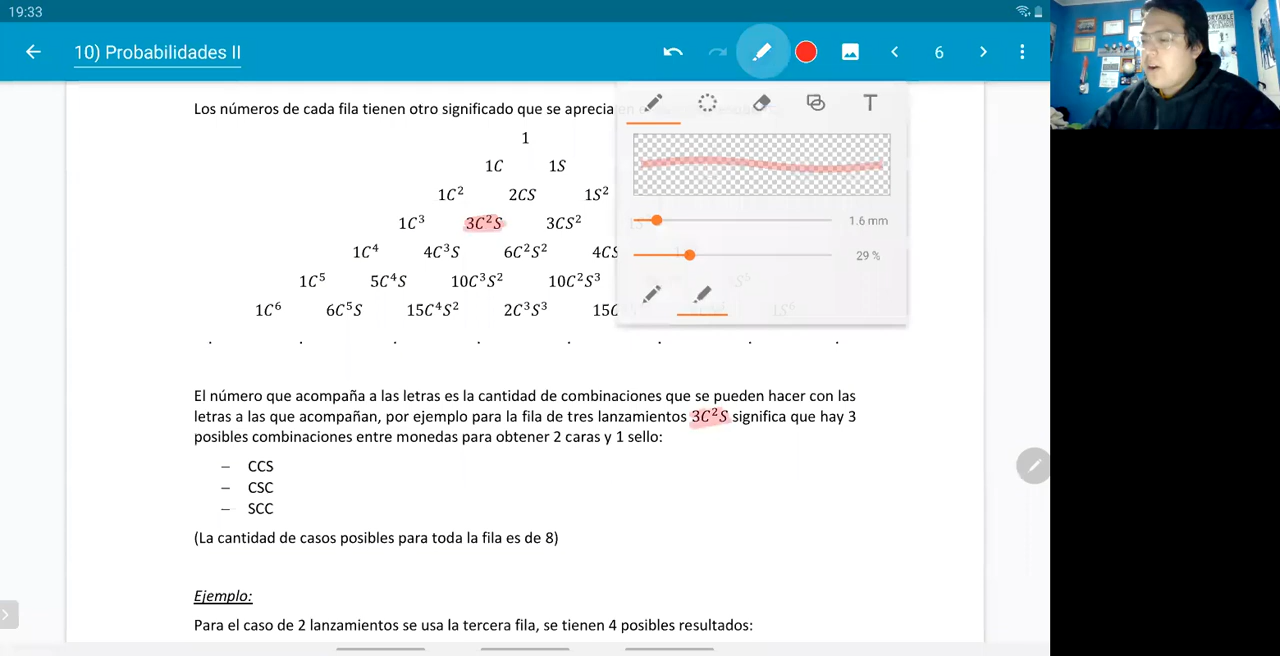 19:33
10) Probabilidades II
6
Los números de cada fila tienen otro significado que se aprecia en
1
1C 1S
1C² 2CS 1S²
1C³ 3C²S 3CS² 1S³
1C⁴ 4C³S 6C²S² 4CS
1C⁵ 5C⁴S 10C³S² 10C²S³ S⁵
1C⁶ 6C⁵S 15C⁴S² 2C³S³ 15C 1S⁶
1.6 mm
29 %
T
El número que acompaña a las letras es la cantidad de combinaciones que se pueden hacer con las
letras a las que acompañan, por ejemplo para la fila de tres lanzamientos 3C²S significa que hay 3
posibles combinaciones entre monedas para obtener 2 caras y 1 sello:
– CCS
– CSC
– SCC
(La cantidad de casos posibles para toda la fila es de 8)
Ejemplo:
Para el caso de 2 lanzamientos se usa la tercera fila, se tienen 4 posibles resultados: